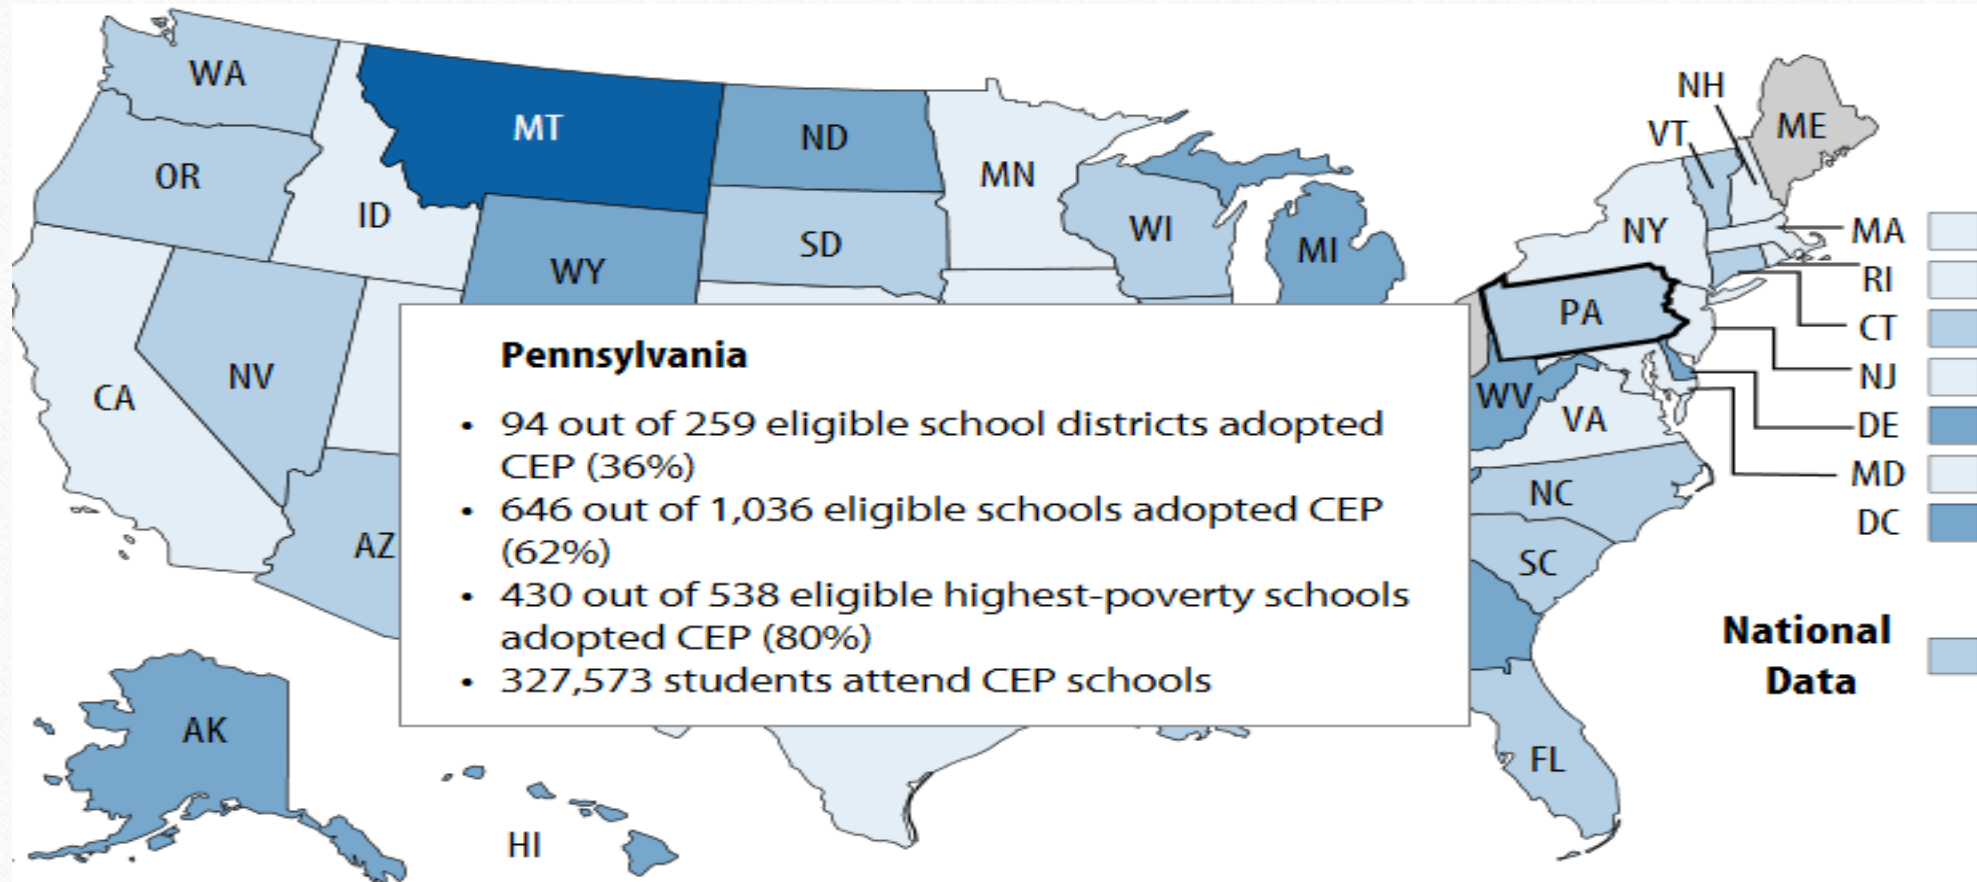 WA
MT
ND
MN
OR
ID
WY
SD
WI
MI
NH
VT
ME
NY
MA
RI
CT
NJ
DE
MD
DC
PA
WV
VA
NC
SC
CA
NV
AZ
Pennsylvania
• 94 out of 259 eligible school districts adopted
CEP (36%)
• 646 out of 1,036 eligible schools adopted CEP
(62%)
• 430 out of 538 eligible highest-poverty schools
adopted CEP (80%)
• 327,573 students attend CEP schools
National
Data
AK
HI
FL